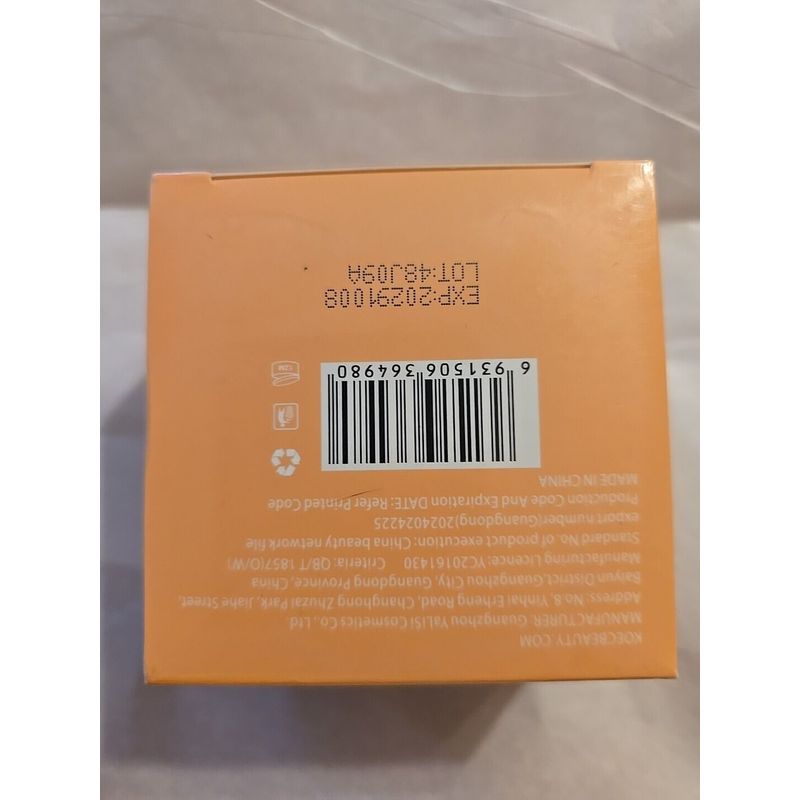 KOECBEAUTY.COM
MANUFACTURER: Guangzhou YaLiSi Cosmetics Co., Ltd.
Address: No.8, Yinhai Erheng Road, Changhong Zhuzai Park, Jiahe Street,
Baiyun District,Guangzhou City, Guangdong Province, China
Manufacturing Licence: YC20161430 Criteria: QB/T 1857(O/W)
Standard No. of product execution: China beauty network file
export number(Guangdong)2024024225
Production Code And Expiration DATE: Refer Printed Code
MADE IN CHINA
12M
6 931506 364980
EXP:20291008
LOT:48J09A